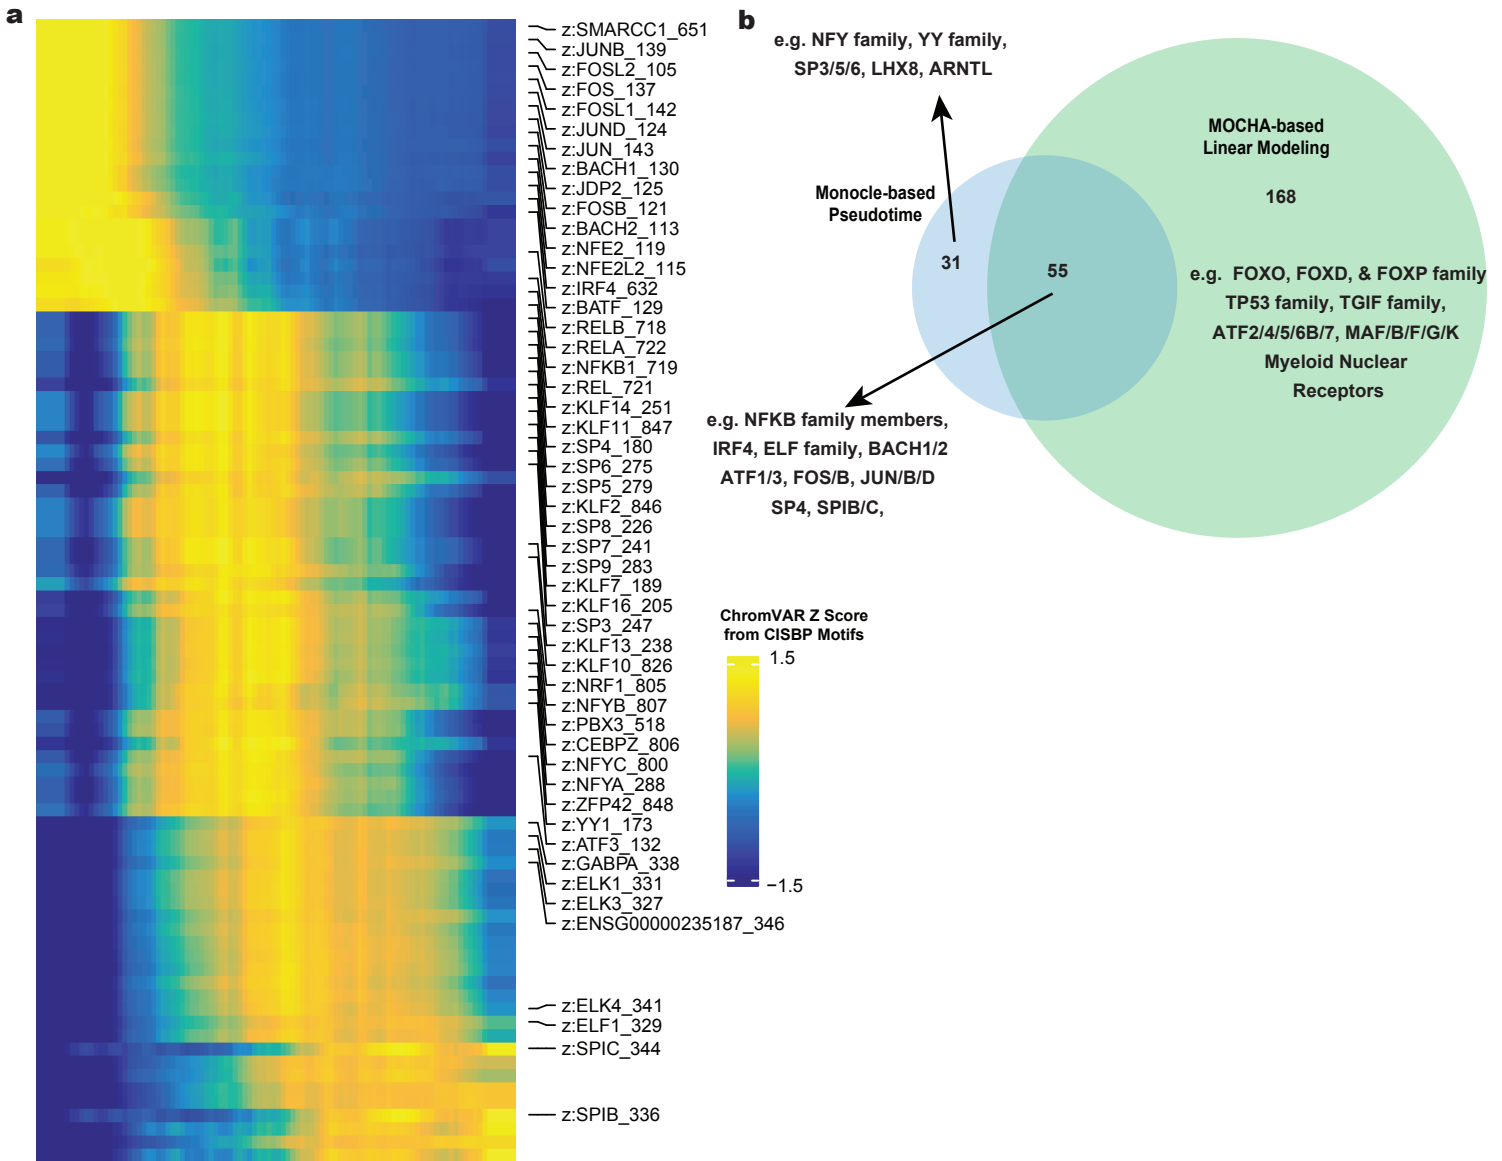 a
z:SMARCC1_651
z:JUNB_139
z:FOSL2_105
z:FOS_137
z:FOSL1_142
z:JUND_124
z:JUN_143
z:BACH1_130
z:JDP2_125
z:FOSB_121
z:BACH2_113
z:NFE2_119
z:NFE2L2_115
z:IRF4_632
z:BATF_129
z:RELB_718
z:RELA_722
z:NFKB1_719
z:REL_721
z:KLF14_251
z:KLF11_847
z:SP4_180
z:SP6_275
z:SP5_279
z:KLF2_846
z:SP8_226
z:SP7_241
z:SP9_283
z:KLF7_189
z:KLF16_205
z:SP3_247
z:KLF13_238
z:KLF10_826
z:NRF1_805
z:NFYB_807
z:PBX3_518
z:CEBPZ_806
z:NFYC_800
z:NFYA_288
z:ZFP42_848
z:YY1_173
z:ATF3_132
z:GABPA_338
z:ELK1_331
z:ELK3_327
z:ENSG00000235187_346
z:ELK4_341
z:ELF1_329
z:SPIC_344
z:SPIB_336
ChromVAR Z Score
from CISBP Motifs
1.5
−1.5
b
e.g. NFY family, YY family,
SP3/5/6, LHX8, ARNTL
Monocle-based
Pseudotime
31
55
MOCHA-based
Linear Modeling
168
e.g. FOXO, FOXD, & FOXP family
TP53 family, TGIF family,
ATF2/4/5/6B/7, MAF/B/F/G/K
Myeloid Nuclear
Receptors
e.g. NFKB family members,
IRF4, ELF family, BACH1/2
ATF1/3, FOS/B, JUN/B/D
SP4, SPIB/C,